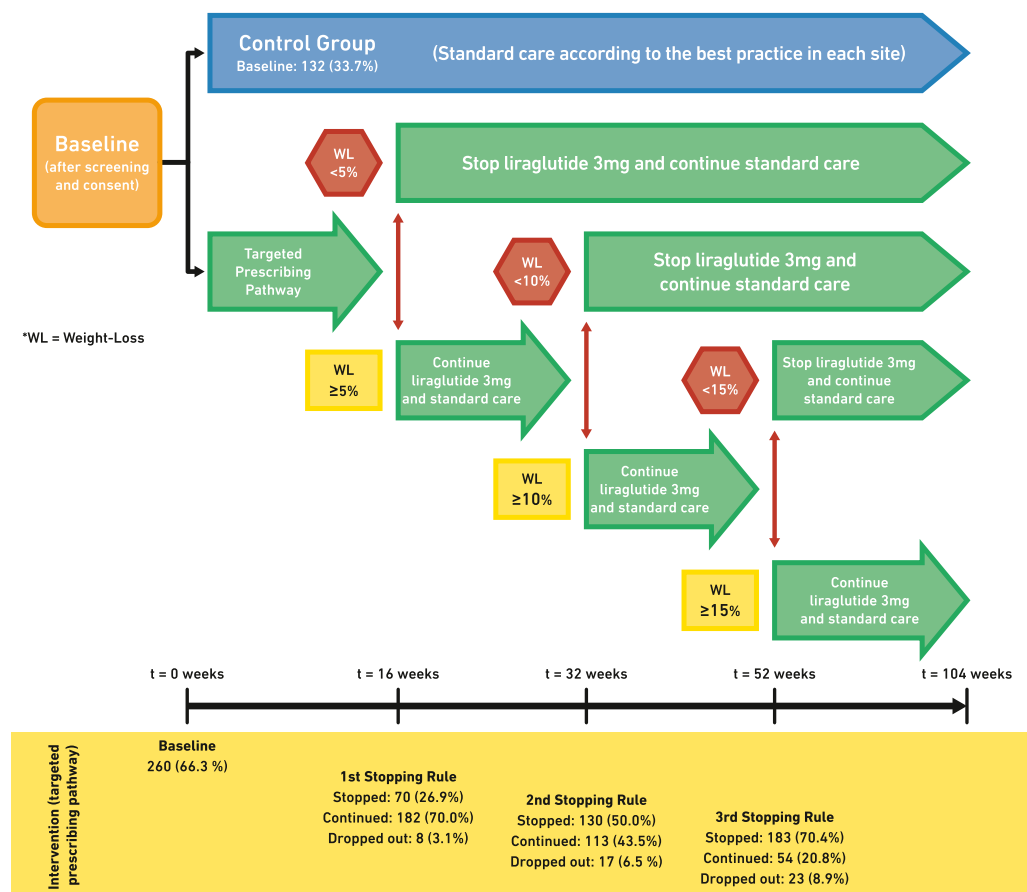 Control Group
Baseline: 132 (33.7%)
(Standard care according to the best practice in each site)
Baseline
(after screening
and consent)
WL
<5%
Stop liraglutide 3mg and continue standard care
Targeted
Prescribing
Pathway
WL
<10%
Stop liraglutide 3mg and
continue standard care
*WL = Weight-Loss
WL
≥5%
Continue
liraglutide 3mg
and standard care
WL
<15%
Stop liraglutide 3mg
and continue
standard care
WL
≥10%
Continue
liraglutide 3mg
and standard care
WL
≥15%
Continue
liraglutide 3mg
and standard care
t = 0 weeks
t = 16 weeks
t = 32 weeks
t = 52 weeks
t = 104 weeks
Intervention (targeted
prescribing pathway)
Baseline
260 (66.3 %)
1st Stopping Rule
Stopped: 70 (26.9%)
Continued: 182 (70.0%)
Dropped out: 8 (3.1%)
2nd Stopping Rule
Stopped: 130 (50.0%)
Continued: 113 (43.5%)
Dropped out: 17 (6.5 %)
3rd Stopping Rule
Stopped: 183 (70.4%)
Continued: 54 (20.8%)
Dropped out: 23 (8.9%)